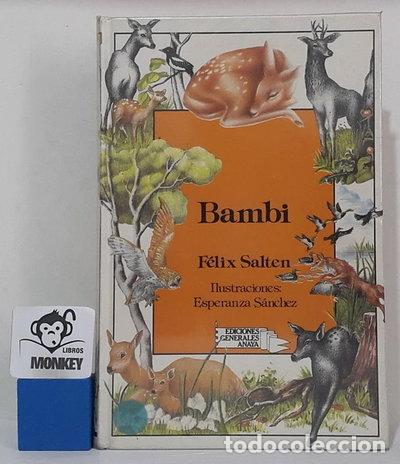 Bambi
Félix Salten
Ilustraciones:
Esperanza Sánchez
EDICIONES
GENERALES
ANAYA
LIBROS
MONKEY
todocoleccion.net